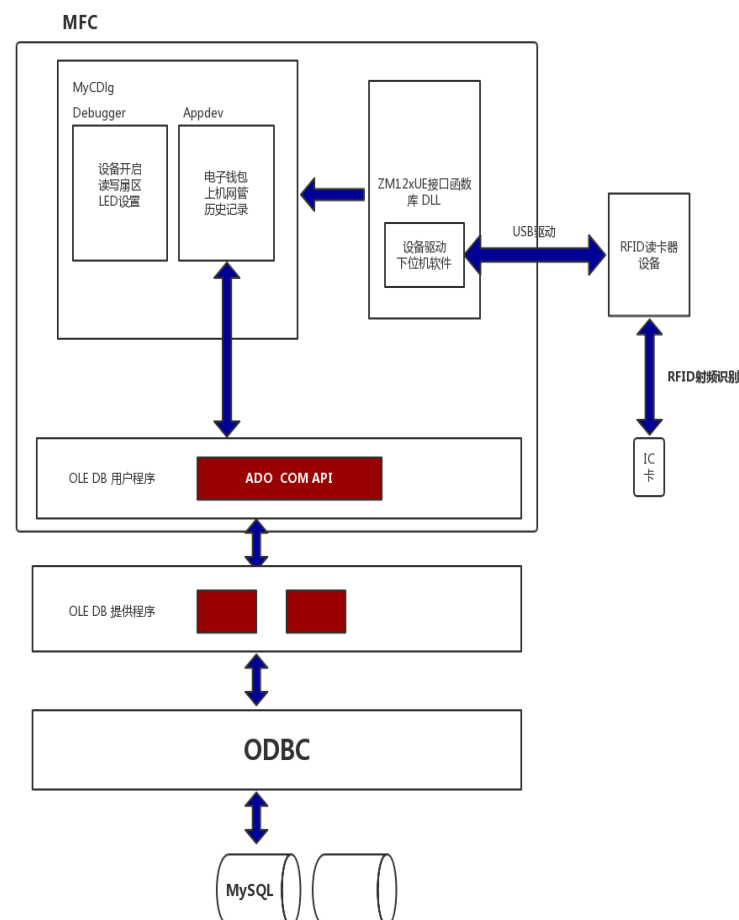 MFC
MyCDlg
Debugger
Appdev
设备开启
读写扇区
LED设置
电子钱包
上机网管
历史记录
ZM12xUE接口函数
库 DLL
设备驱动
下位机软件
USB驱动
RFID读卡器
设备
RFID射频识别
IC
卡
OLE DB 用户程序
ADO COM API
OLE DB 提供程序
ODBC
MySQL